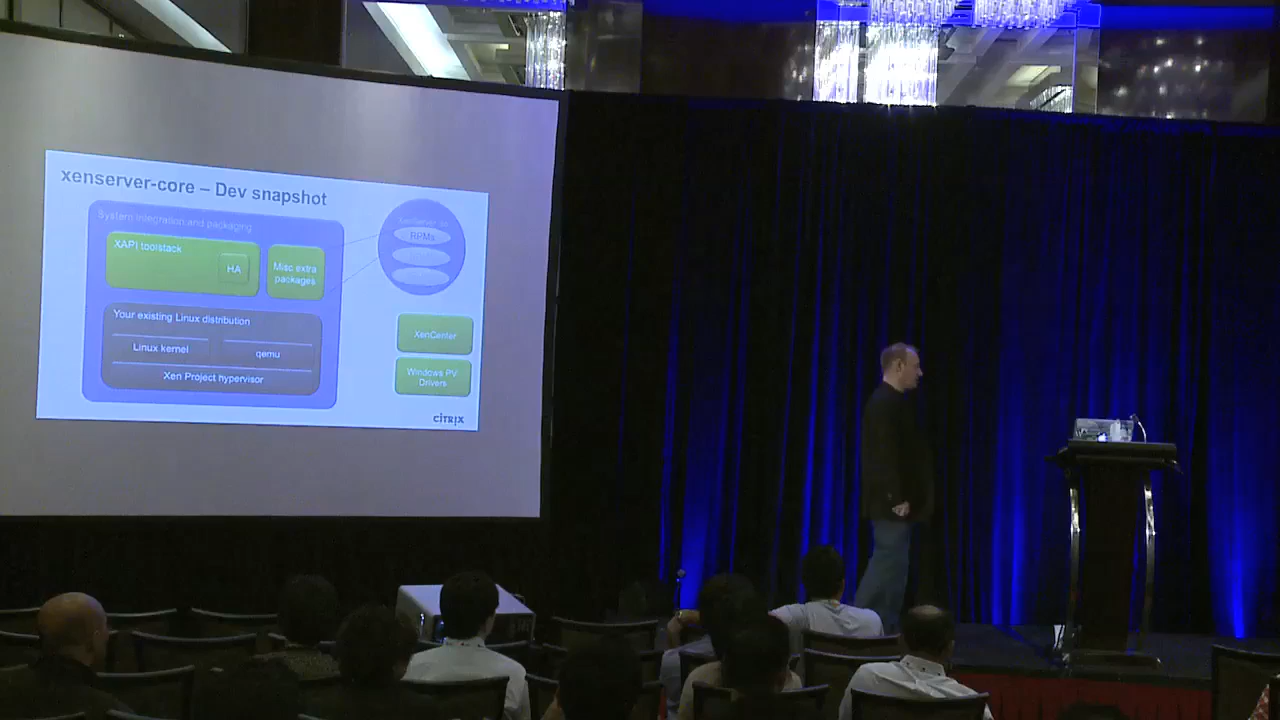 xenserver-core – Dev snapshot
System integration and packaging
XAPI toolstack
HA
Misc extra
packages
RPMs
Your existing Linux distribution
Linux kernel
qemu
Xen Project hypervisor
XenCenter
Windows PV
Drivers
CITRIX